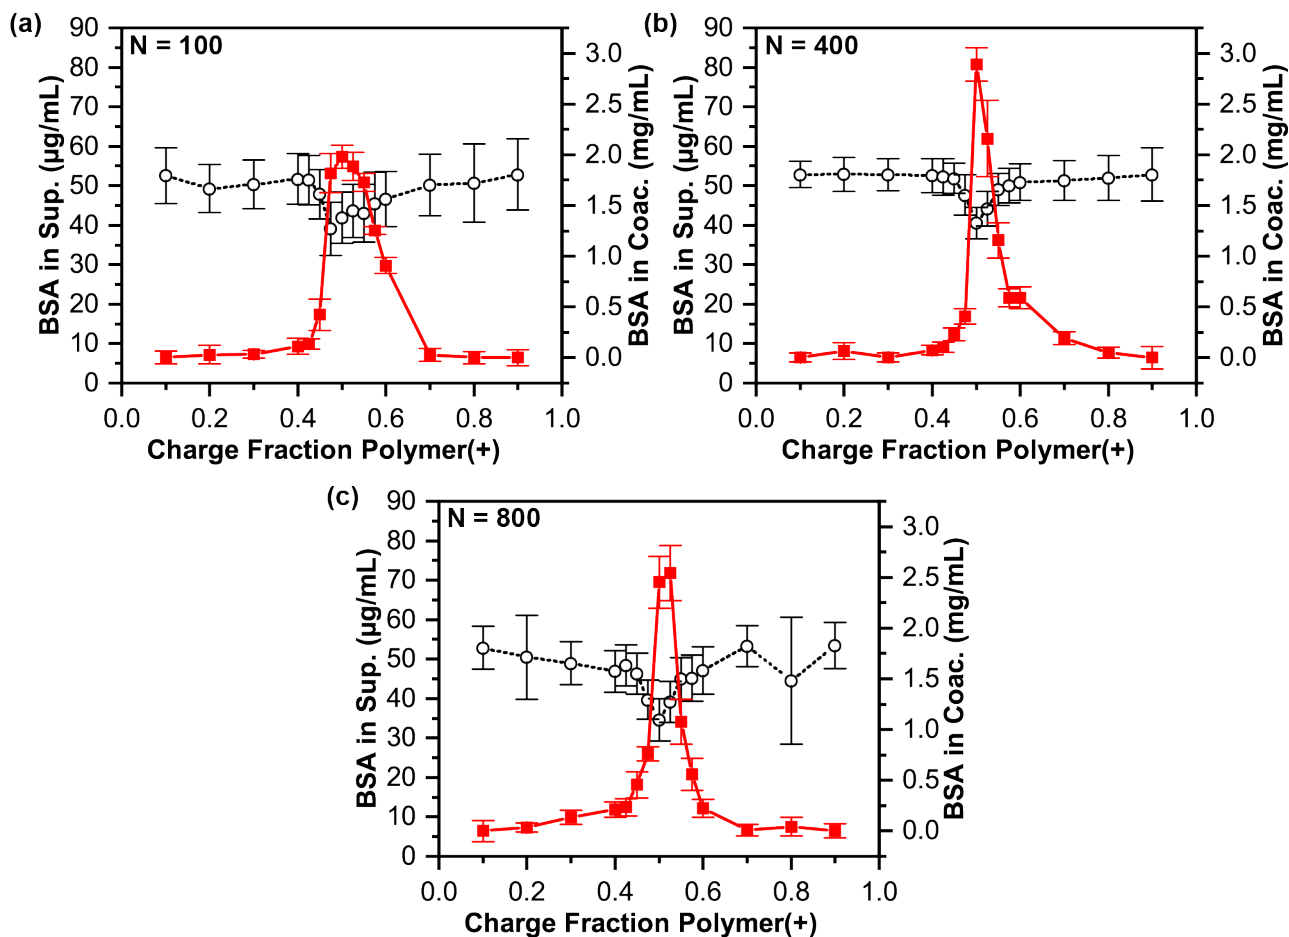 (a)
N = 100
90
80
70
60
50
40
30
20
10
0
BSA in Sup. (µg/mL)
3.0
2.5
2.0
1.5
1.0
0.5
0.0
BSA in Coac. (mg/mL)
0.0 0.2 0.4 0.6 0.8 1.0
Charge Fraction Polymer(+)
(b)
N = 400
90
80
70
60
50
40
30
20
10
0
BSA in Sup. (µg/mL)
3.0
2.5
2.0
1.5
1.0
0.5
0.0
BSA in Coac. (mg/mL)
0.0 0.2 0.4 0.6 0.8 1.0
Charge Fraction Polymer(+)
(c)
N = 800
90
80
70
60
50
40
30
20
10
0
BSA in Sup. (µg/mL)
3.0
2.5
2.0
1.5
1.0
0.5
0.0
BSA in Coac. (mg/mL)
0.0 0.2 0.4 0.6 0.8 1.0
Charge Fraction Polymer(+)